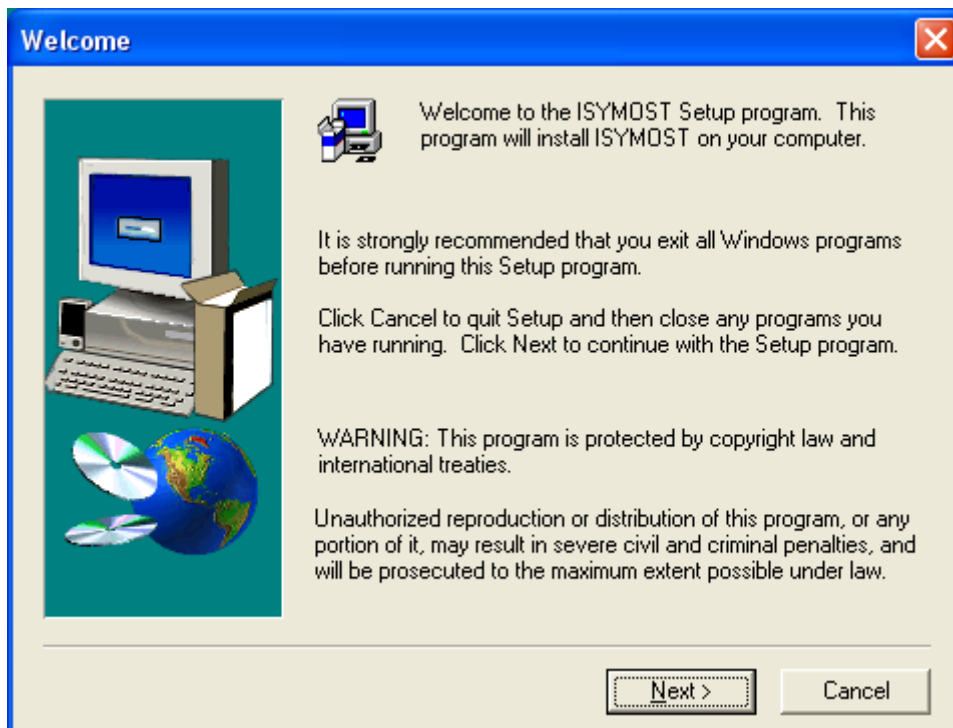 Welcome
Welcome to the ISYMOST Setup program.  This
program will install ISYMOST on your computer.
It is strongly recommended that you exit all Windows programs
before running this Setup program.
Click Cancel to quit Setup and then close any programs you
have running.  Click Next to continue with the Setup program.
WARNING: This program is protected by copyright law and
international treaties.
Unauthorized reproduction or distribution of this program, or any
portion of it, may result in severe civil and criminal penalties, and
will be prosecuted to the maximum extent possible under law.
Next >
Cancel